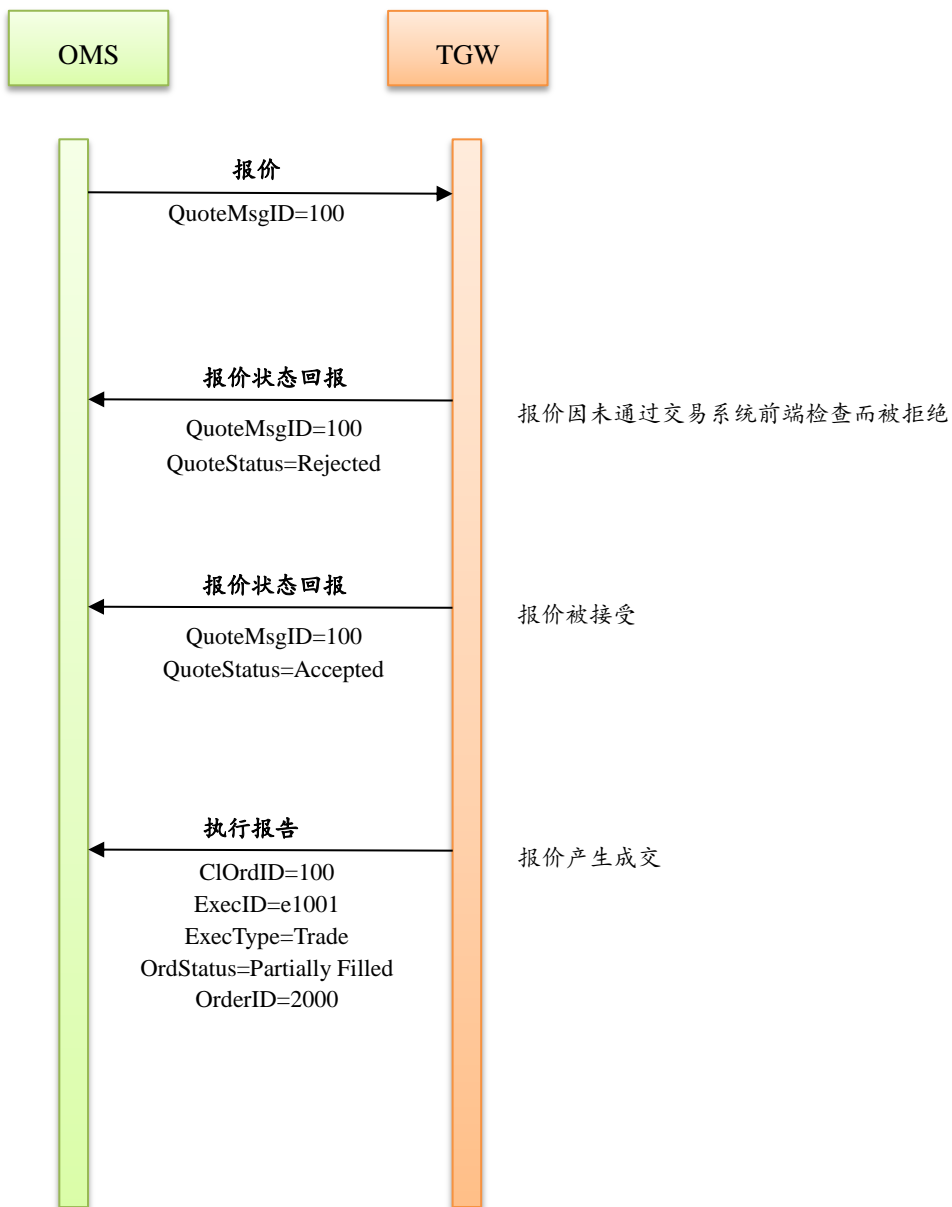 OMS
TGW
报价
QuoteMsgID=100
报价状态回报
QuoteMsgID=100
QuoteStatus=Rejected
报价因未通过交易系统前端检查而被拒绝
报价状态回报
QuoteMsgID=100
QuoteStatus=Accepted
报价被接受
执行报告
ClOrdID=100
ExecID=e1001
ExecType=Trade
OrdStatus=Partially Filled
OrderID=2000
报价产生成交